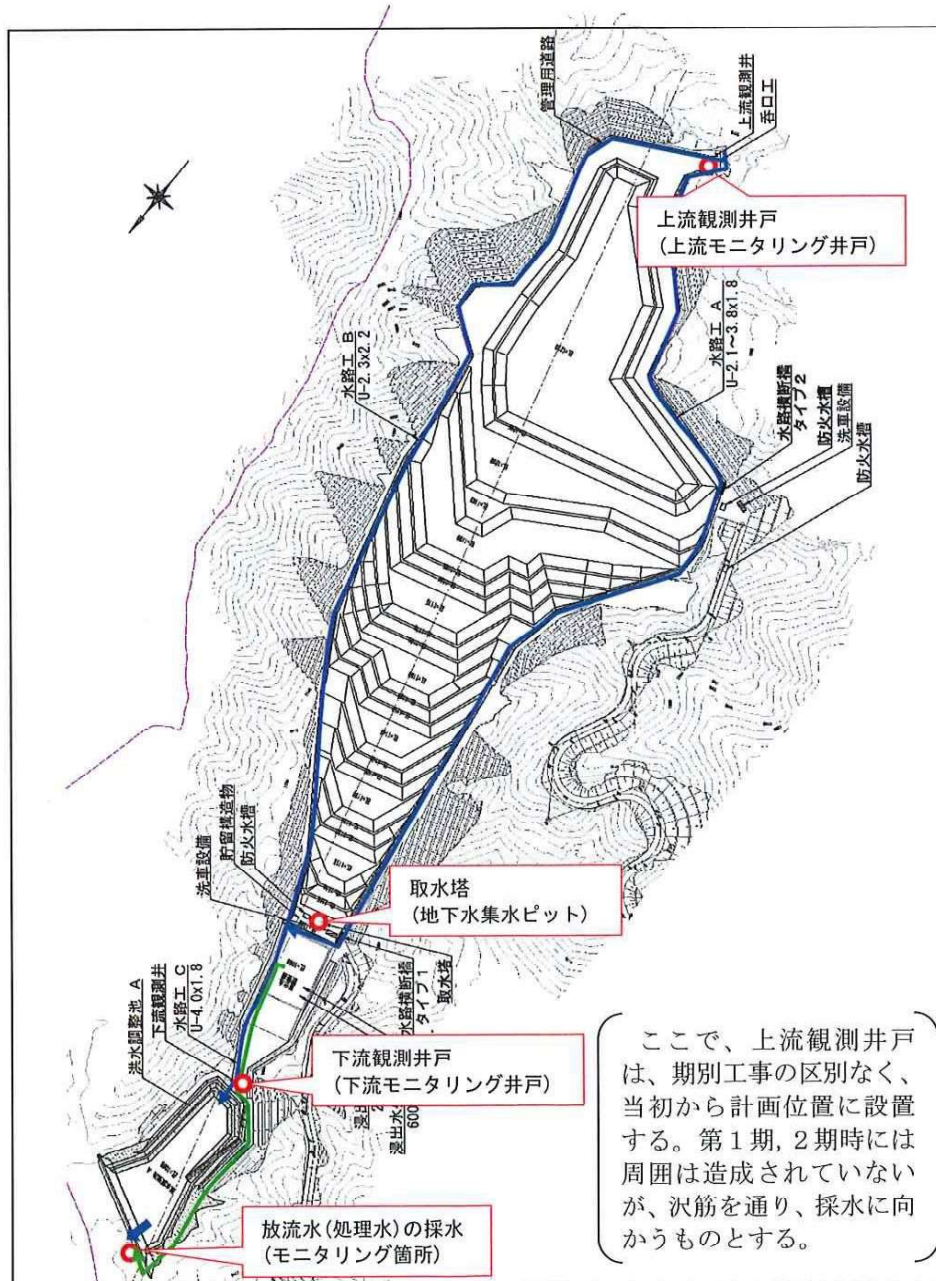 管理用道路
上流観測井
呑口工
上流観測井戸
(上流モニタリング井戸)
水路工 B
U-2.3x2.2
水路工 A
U-2.1～3.8x1.8
水路横断橋
タイプ2
防火水槽
洗車設備
防火水槽
洗車設備
貯留構造物
防火水槽
取水塔
(地下水集水ピット)
洪水調整池 A
下流観測井
水路工 C
U-4.0x1.8
水路横断橋
タイプ1
取水塔
下流観測井戸
(下流モニタリング井戸)
浸出水
600
放流水(処理水)の採水
(モニタリング箇所)
ここで、上流観測井戸
は、期別工事の区別なく、
当初から計画位置に設置
する。第1期, 2期時には
周囲は造成されていない
が、沢筋を通り、採水に向
かうものとする。